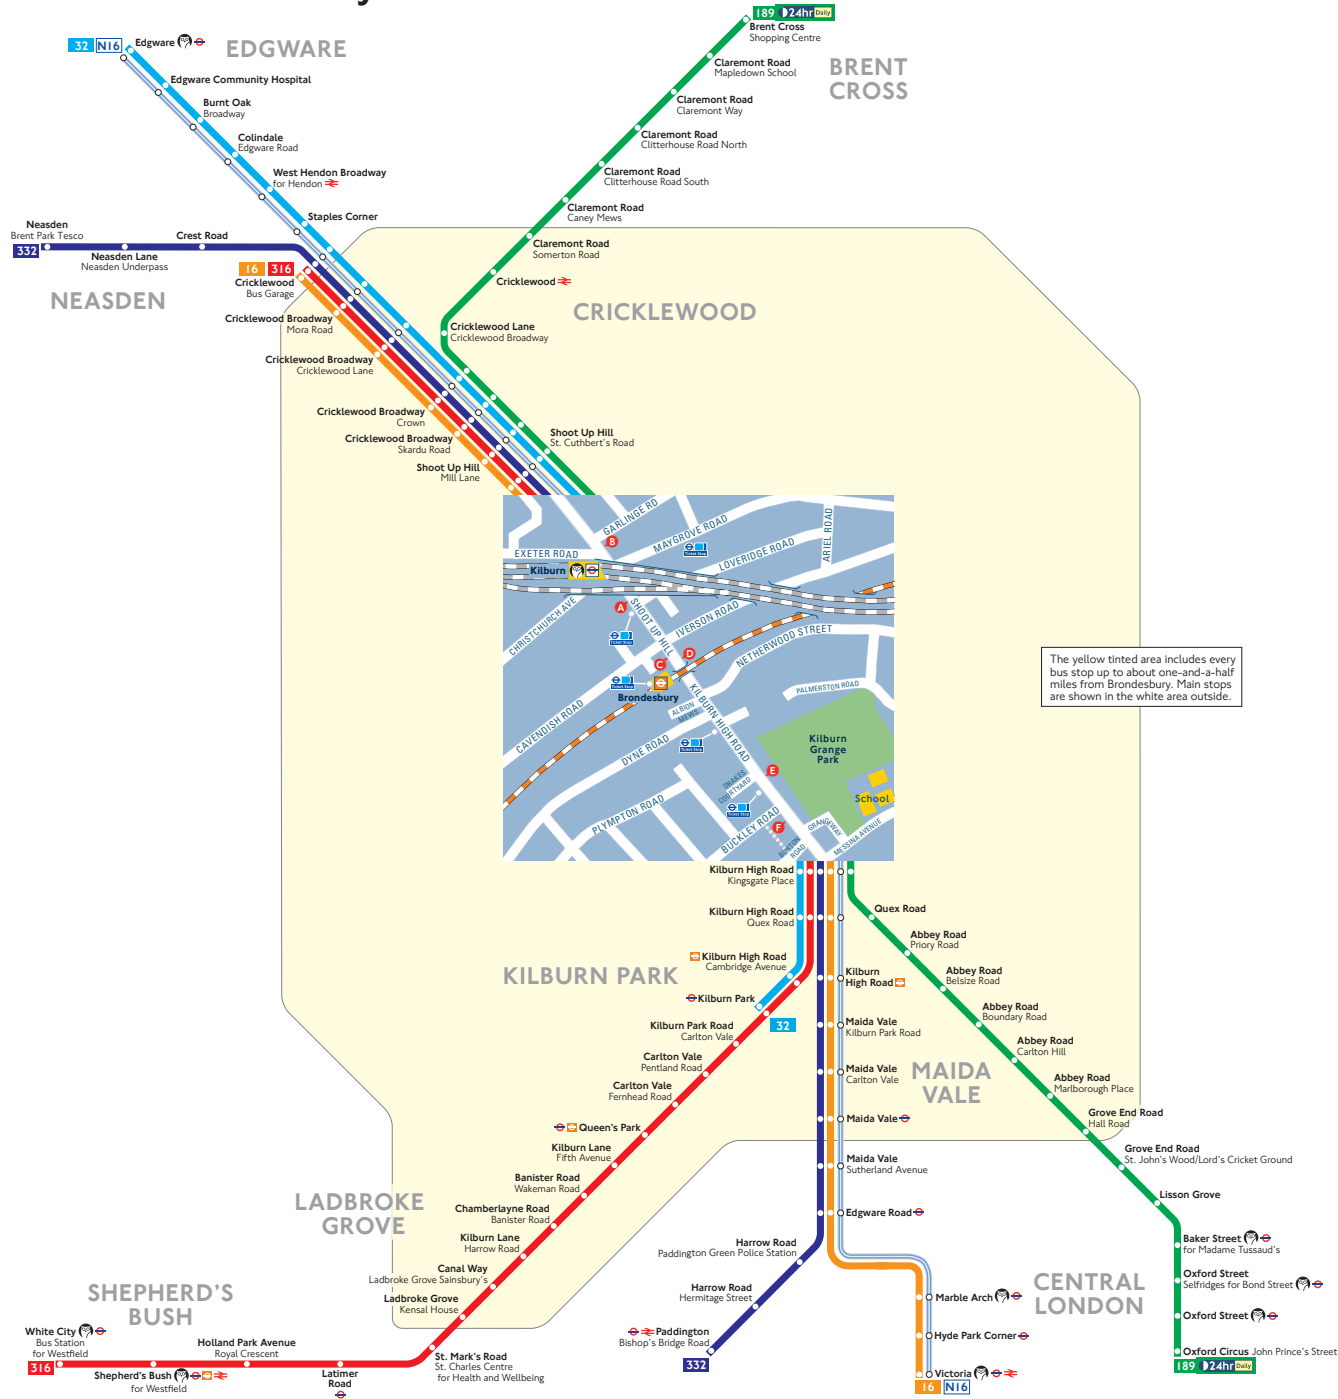 189 24hr Daily
Brent Cross
Shopping Centre
32 N16
Edgware
EDGWARE
BRENT
CROSS
Claremont Road
Mapledown School
Edgware Community Hospital
Claremont Road
Claremont Way
Burnt Oak
Broadway
Claremont Road
Clitterhouse Road North
Colindale
Edgware Road
Claremont Road
Clitterhouse Road South
West Hendon Broadway
for Hendon
Claremont Road
Caney Mews
Staples Corner
Neasden
Brent Park Tesco
332
Crest Road
Neasden Lane
Neasden Underpass
Claremont Road
Somerton Road
16 316
Cricklewood
Bus Garage
Cricklewood
NEASDEN
CRICKLEWOOD
Cricklewood Broadway
Mora Road
Cricklewood Lane
Cricklewood Broadway
Cricklewood Broadway
Cricklewood Lane
Cricklewood Broadway
Crown
Cricklewood Broadway
Skardu Road
Shoot Up Hill
St. Cuthbert's Road
Shoot Up Hill
Mill Lane
GARLINGE RD
MAYGROVE ROAD
ARIEL ROAD
B
EXETER ROAD
Ticket Stop
LOVERIDGE ROAD
Kilburn
CHRISTCHURCH AVE
A
SHOOT UP HILL
IVERSON ROAD
Ticket Stop
NETHERWOOD STREET
C
D
Ticket Stop
Brondesbury
PALMERSTON ROAD
The yellow tinted area includes every
bus stop up to about one-and-a-half
miles from Brondesbury. Main stops
are shown in the white area outside.
CAVENDISH ROAD
ALBION
MEWS
KILBURN HIGH ROAD
DYNE ROAD
Ticket Stop
Kilburn
Grange
Park
E
DRAKES
COURTYARD
School
PLYMPTON ROAD
Ticket Stop
BUCKLEY ROAD
F
GRANGEWAY
MESSINA AVENUE
BURTON
ROAD
Kilburn High Road
Kingsgate Place
Kilburn High Road
Quex Road
Quex Road
Abbey Road
Priory Road
Kilburn High Road
Cambridge Avenue
KILBURN PARK
Kilburn
High Road
Abbey Road
Belsize Road
Kilburn Park
32
Abbey Road
Boundary Road
Kilburn Park Road
Carlton Vale
Maida Vale
Kilburn Park Road
Abbey Road
Carlton Hill
Carlton Vale
Pentland Road
Maida Vale
Carlton Vale
MAIDA
VALE
Abbey Road
Marlborough Place
Carlton Vale
Fernhead Road
Maida Vale
Grove End Road
Hall Road
Queen's Park
Kilburn Lane
Fifth Avenue
Maida Vale
Sutherland Avenue
Grove End Road
St. John's Wood/Lord's Cricket Ground
Banister Road
Wakeman Road
Lisson Grove
LADBROKE
GROVE
Chamberlayne Road
Banister Road
Edgware Road
Kilburn Lane
Harrow Road
Harrow Road
Paddington Green Police Station
Baker Street
for Madame Tussaud's
Canal Way
Ladbroke Grove Sainsbury's
Oxford Street
Selfridges for Bond Street
Harrow Road
Hermitage Street
Marble Arch
CENTRAL
LONDON
Ladbroke Grove
Kensal House
Oxford Street
SHEPHERD'S
BUSH
White City
Bus Station
for Westfield
316
Holland Park Avenue
Royal Crescent
Paddington
Bishop's Bridge Road
332
Hyde Park Corner
Oxford Circus John Prince's Street
189 24hr Daily
St. Mark's Road
St. Charles Centre
for Health and Wellbeing
Shepherd's Bush
for Westfield
Latimer
Road
Victoria
16 N16